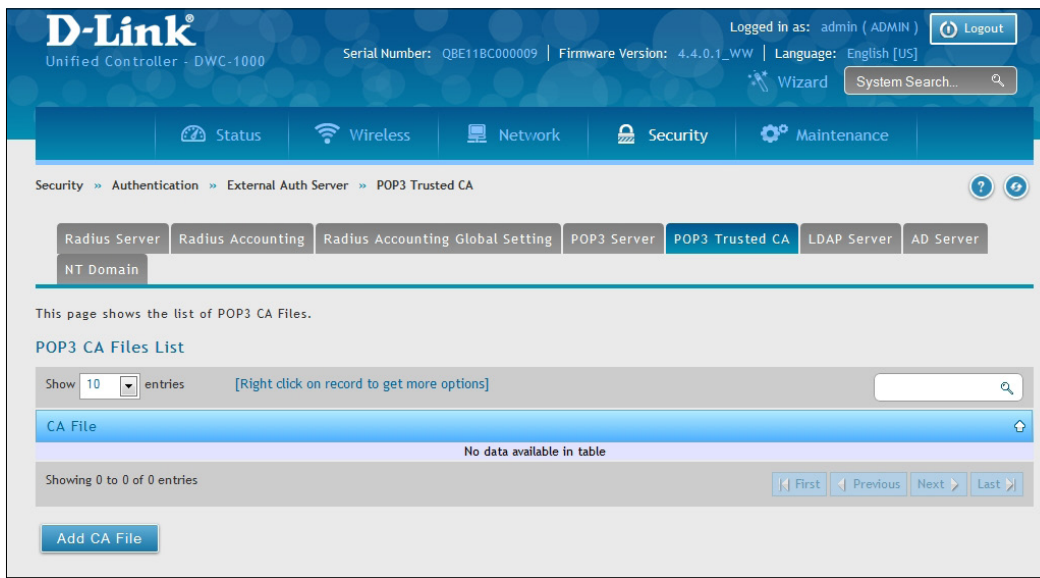 D-Link
Unified Controller - DWC-1000
Logged in as: admin ( ADMIN ) Logout
Serial Number: QBE11BC000009 | Firmware Version: 4.4.0.1_WW | Language: English [US]
Wizard System Search...
Status Wireless Network Security Maintenance
Security » Authentication » External Auth Server » POP3 Trusted CA ?
Radius Server Radius Accounting Radius Accounting Global Setting POP3 Server POP3 Trusted CA LDAP Server AD Server
NT Domain
This page shows the list of POP3 CA Files.
POP3 CA Files List
Show 10 entries [Right click on record to get more options]
CA File
No data available in table
Showing 0 to 0 of 0 entries First Previous Next Last
Add CA File